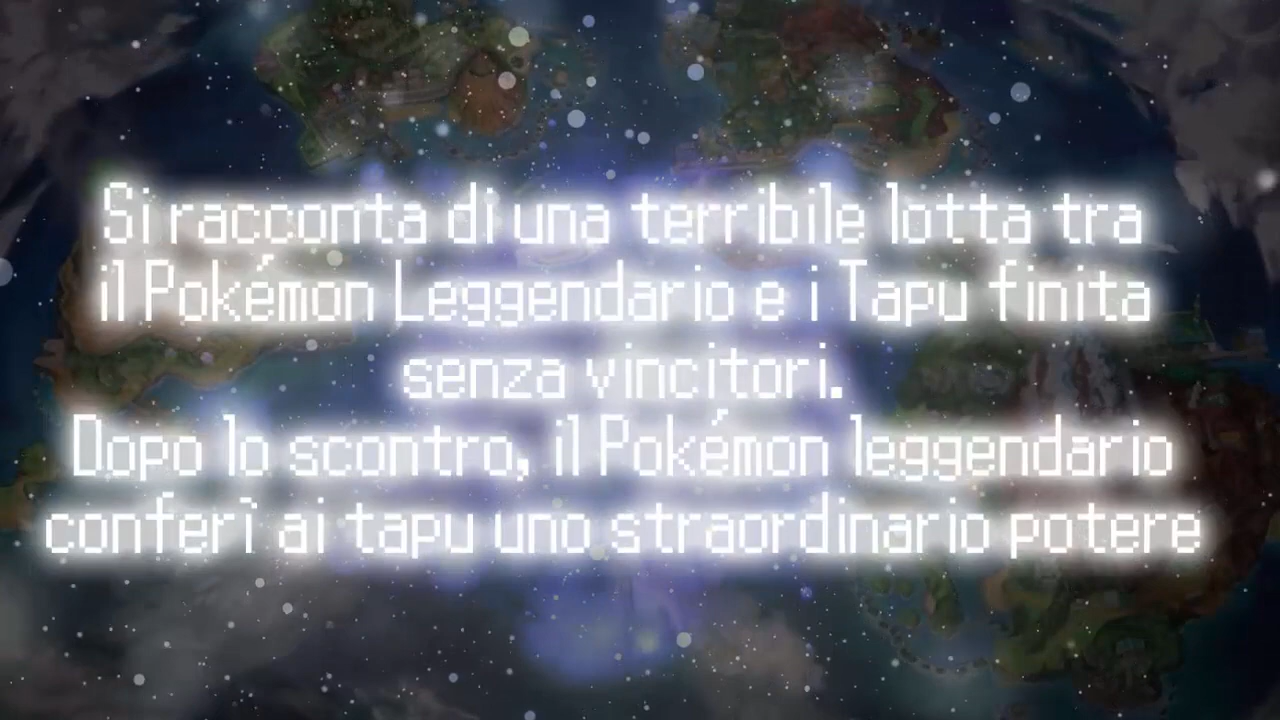 Si racconta di una terribile lotta tra
il Pokémon Leggendario e i Tapu finita
senza vincitori.
Dopo lo scontro, il Pokémon leggendario
conferì ai tapu uno straordinario potere